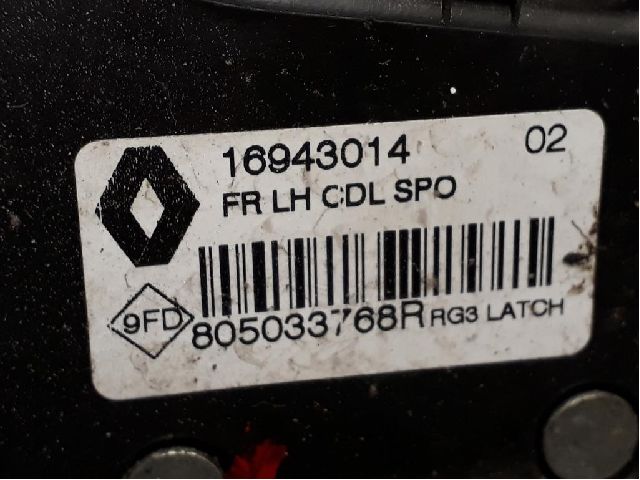 16943014 02
FR LH CDL SPO
9FD 805033768R RG3 LATCH